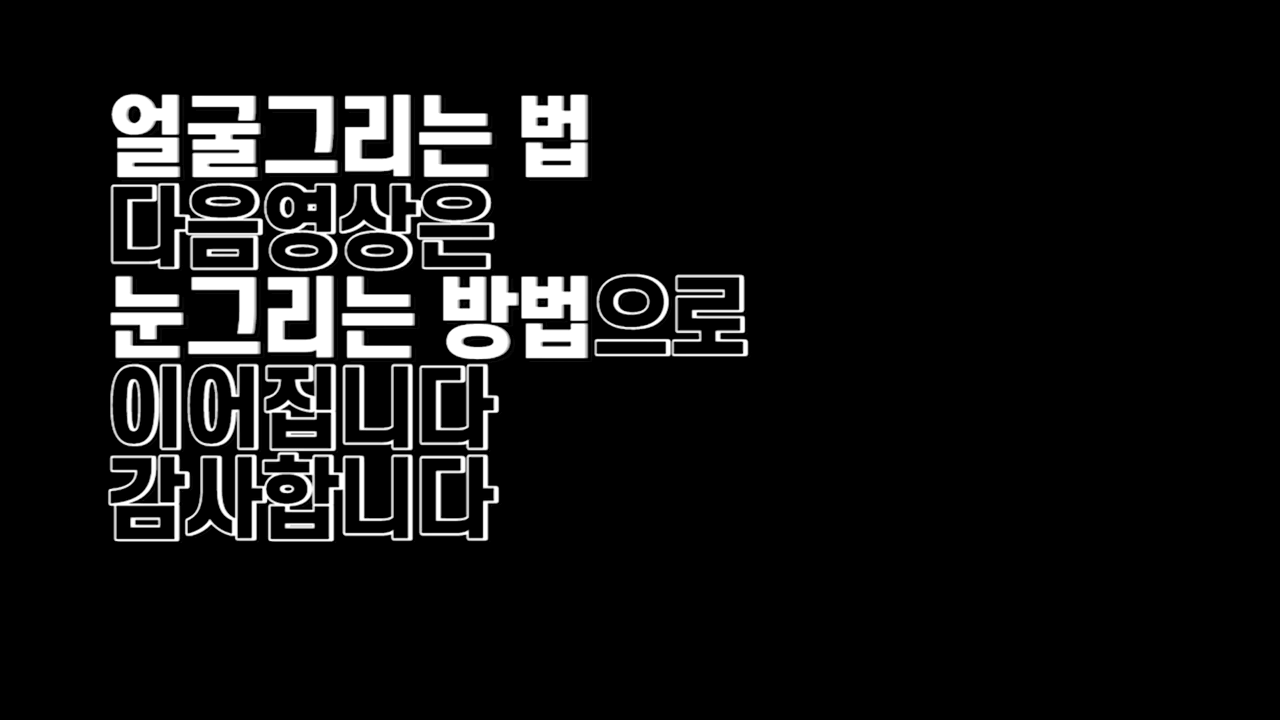 얼굴그리는 법
다음영상은
눈그리는 방법으로
이어집니다
감사합니다